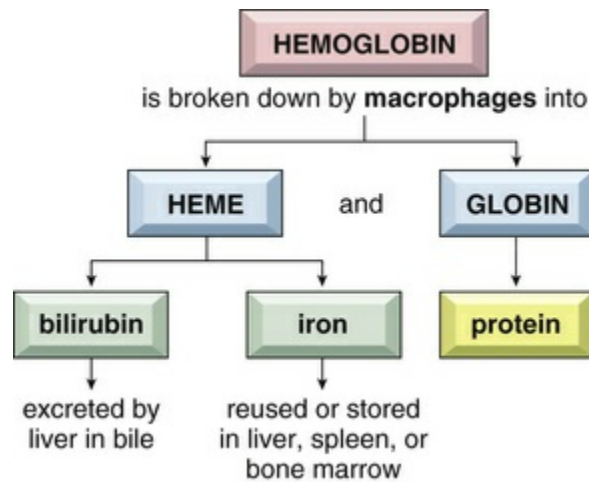 HEMOGLOBIN
is broken down by macrophages into
HEME
and
GLOBIN
bilirubin
iron
protein
excreted by
liver in bile
reused or stored
in liver, spleen, or
bone marrow